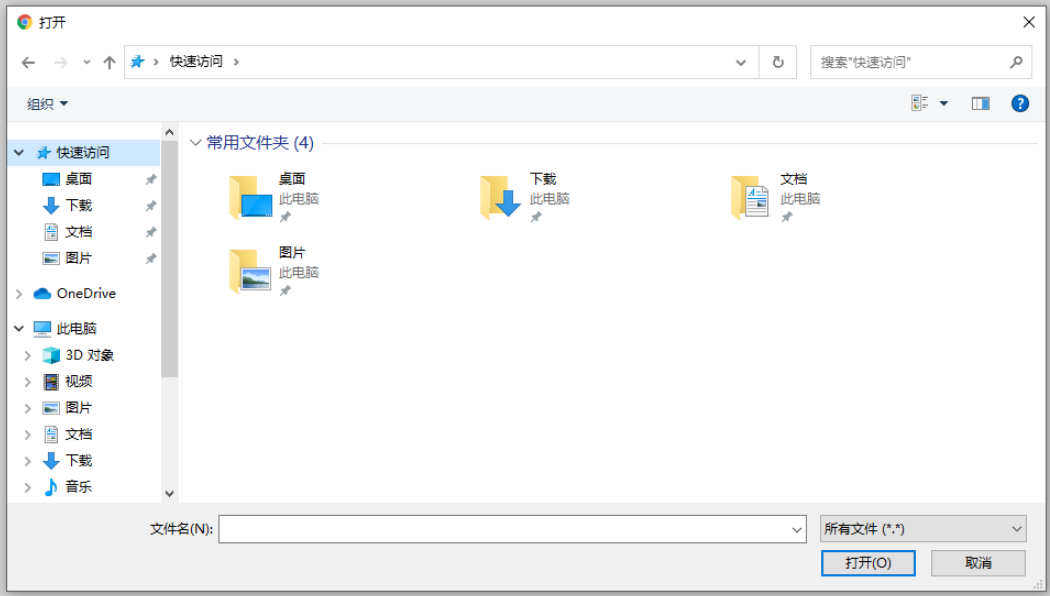 打开
快速访问
搜索"快速访问"
组织
快速访问
桌面
下载
文档
图片
OneDrive
此电脑
3D 对象
视频
图片
文档
下载
音乐
常用文件夹 (4)
桌面
此电脑
下载
此电脑
文档
此电脑
图片
此电脑
文件名(N):
所有文件 (*.*)
打开(O)
取消